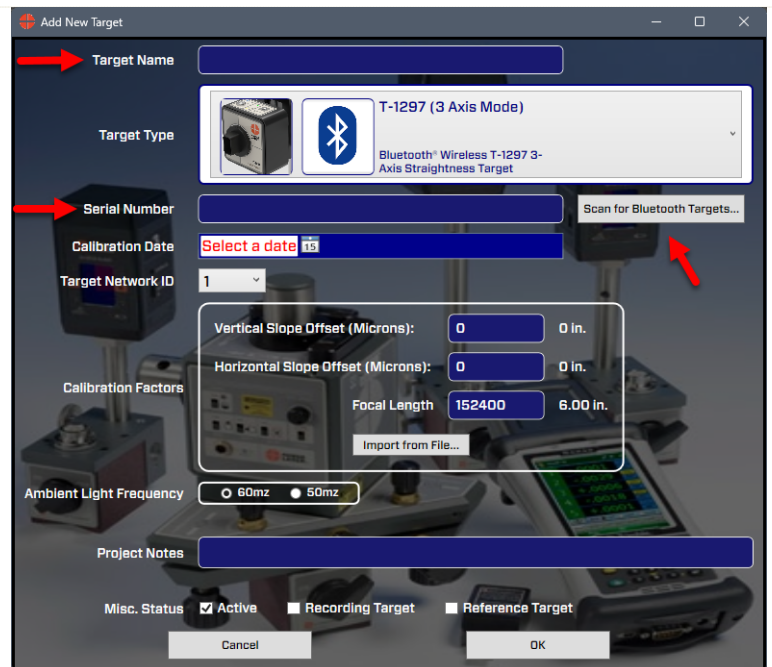 Add New Target
Target Name
Target Type
T-1297 (3 Axis Mode)
Bluetooth® Wireless T-1297 3-
Axis Straightness Target
Serial Number
Scan for Bluetooth Targets...
Calibration Date
Select a date 15
Target Network ID
1
Calibration Factors
Vertical Slope Offset (Microns):
0
0 in.
Horizontal Slope Offset (Microns):
0
0 in.
Focal Length
152400
6.00 in.
Import from File...
Ambient Light Frequency
60mz
50mz
Project Notes
Misc. Status
Active
Recording Target
Reference Target
Cancel
OK